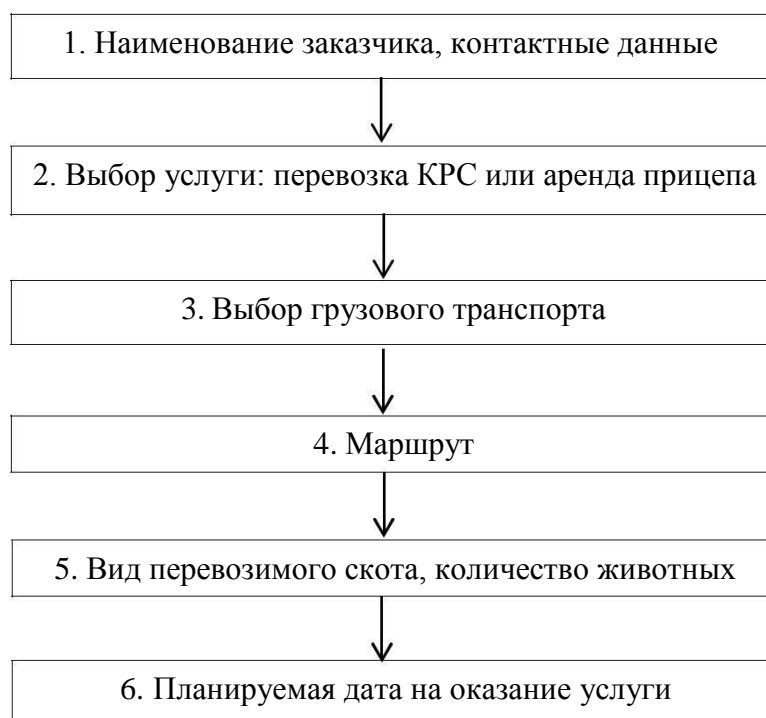 1. Наименование заказчика, контактные данные
2. Выбор услуги: перевозка КРС или аренда прицепа
3. Выбор грузового транспорта
4. Маршрут
5. Вид перевозимого скота, количество животных
6. Планируемая дата на оказание услуги